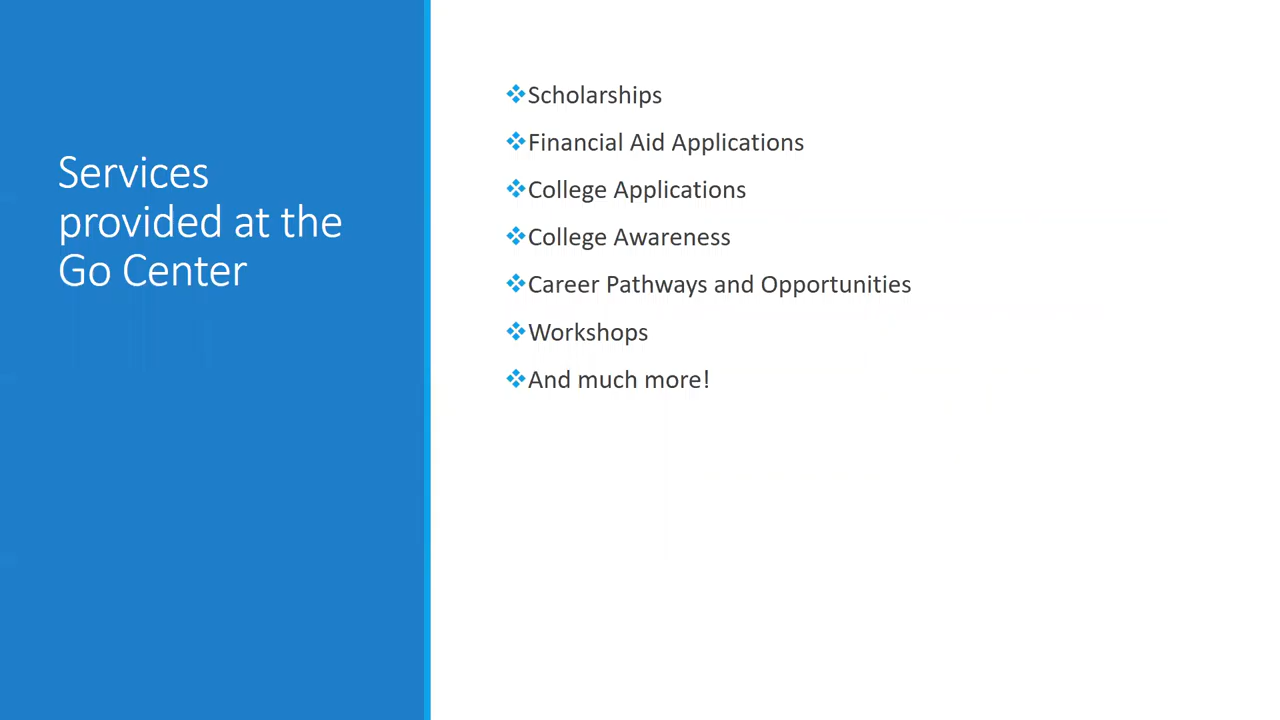 Services
provided at the
Go Center
Scholarships
Financial Aid Applications
College Applications
College Awareness
Career Pathways and Opportunities
Workshops
And much more!